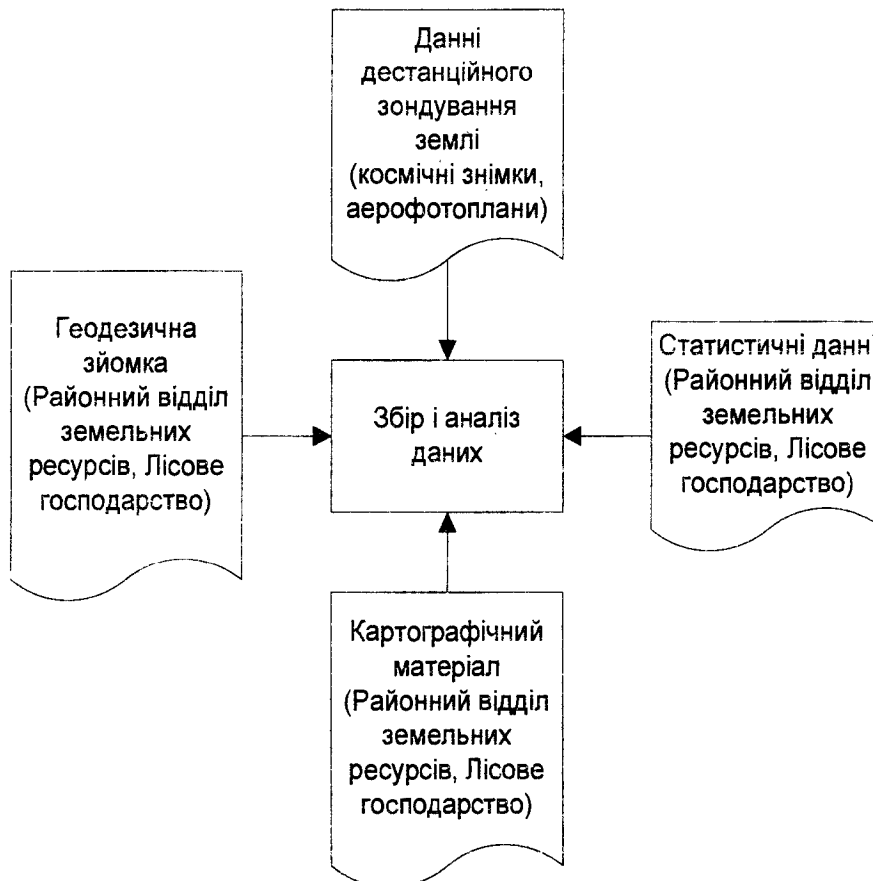 Данні
дестанційного
зондування
землі
(космічні знімки,
аерофотоплани)
Геодезична
зйомка
(Районний відділ
земельних
ресурсів, Лісове
господарство)
Збір і аналіз
даних
Статистичні данні
(Районний відділ
земельних
ресурсів, Лісове
господарство)
Картографічний
матеріал
(Районний відділ
земельних
ресурсів, Лісове
господарство)